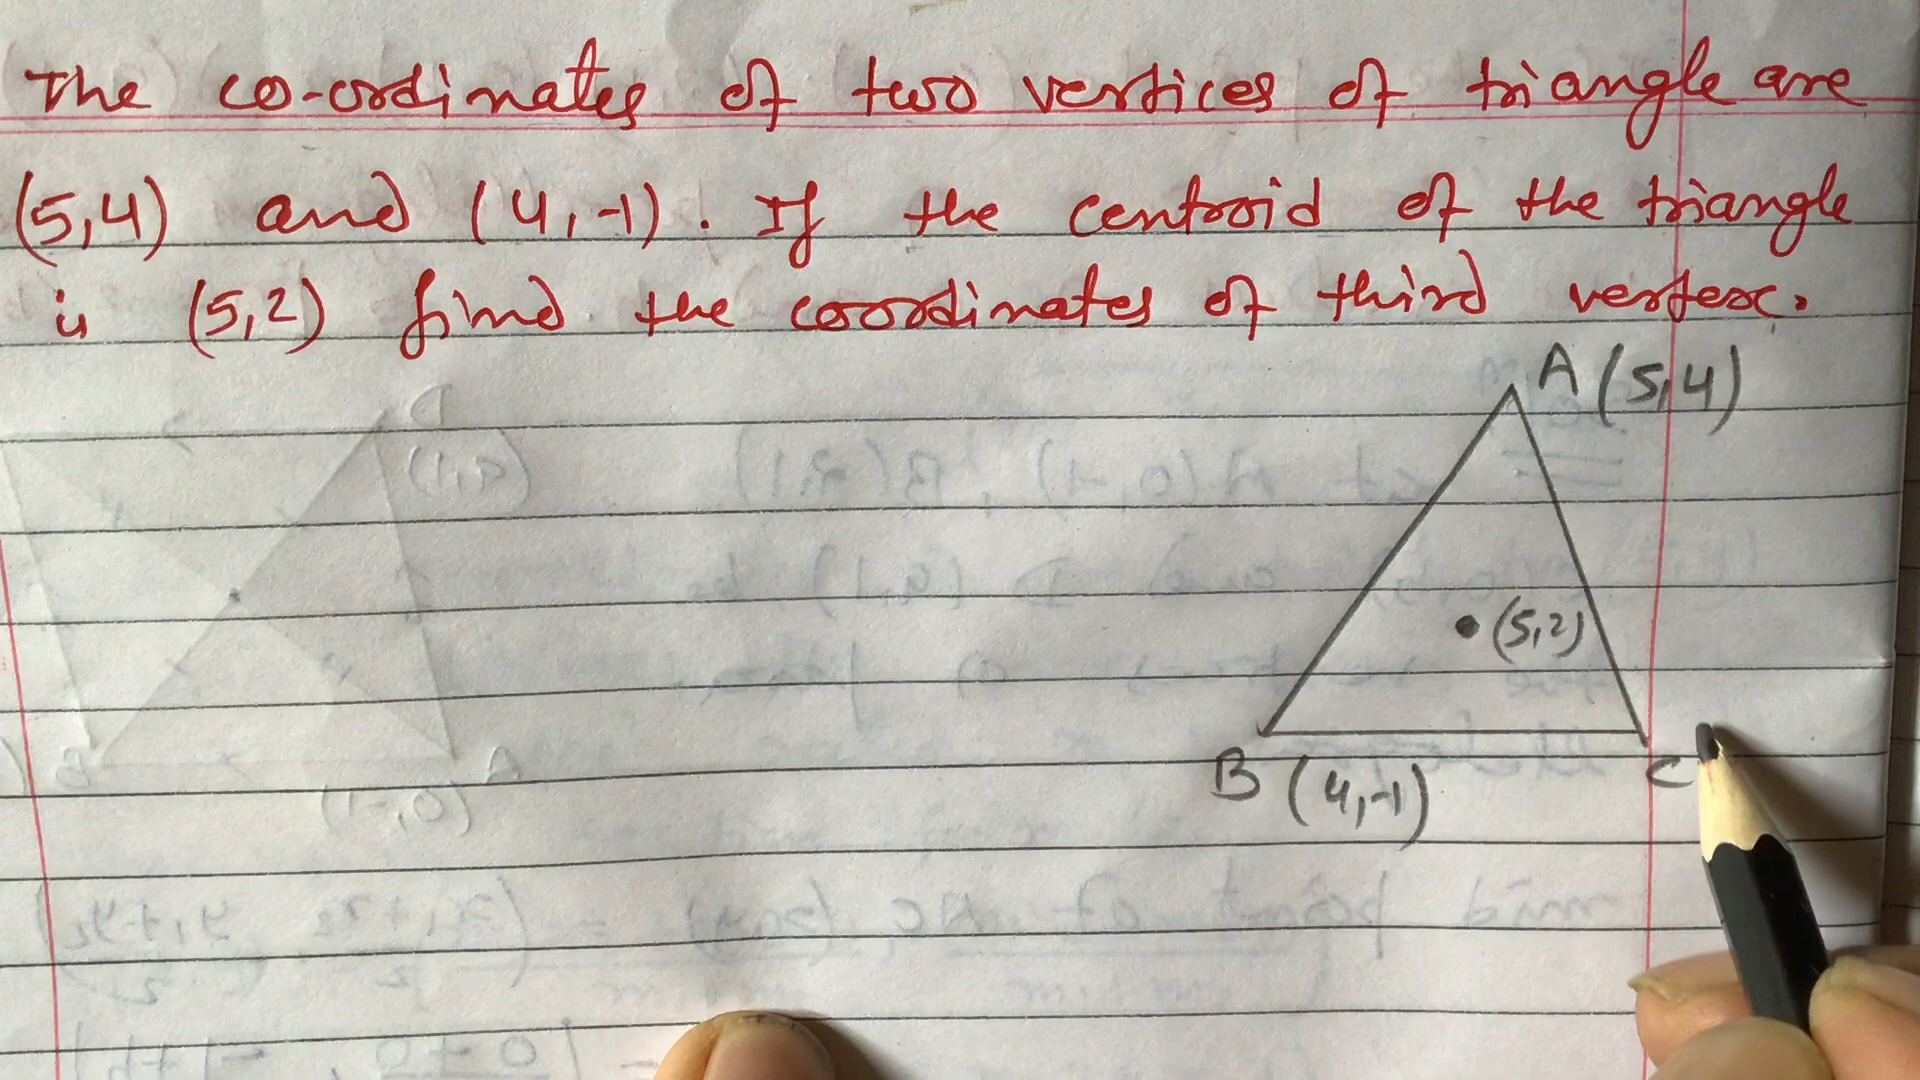 The co-ordinates of two vertices of triangle are
(5,4) and (4,-1). If the centroid of the triangle
is (5,2) find the coordinates of third vertex.
A (5,4)
(5,2)
B (4,-1)
C